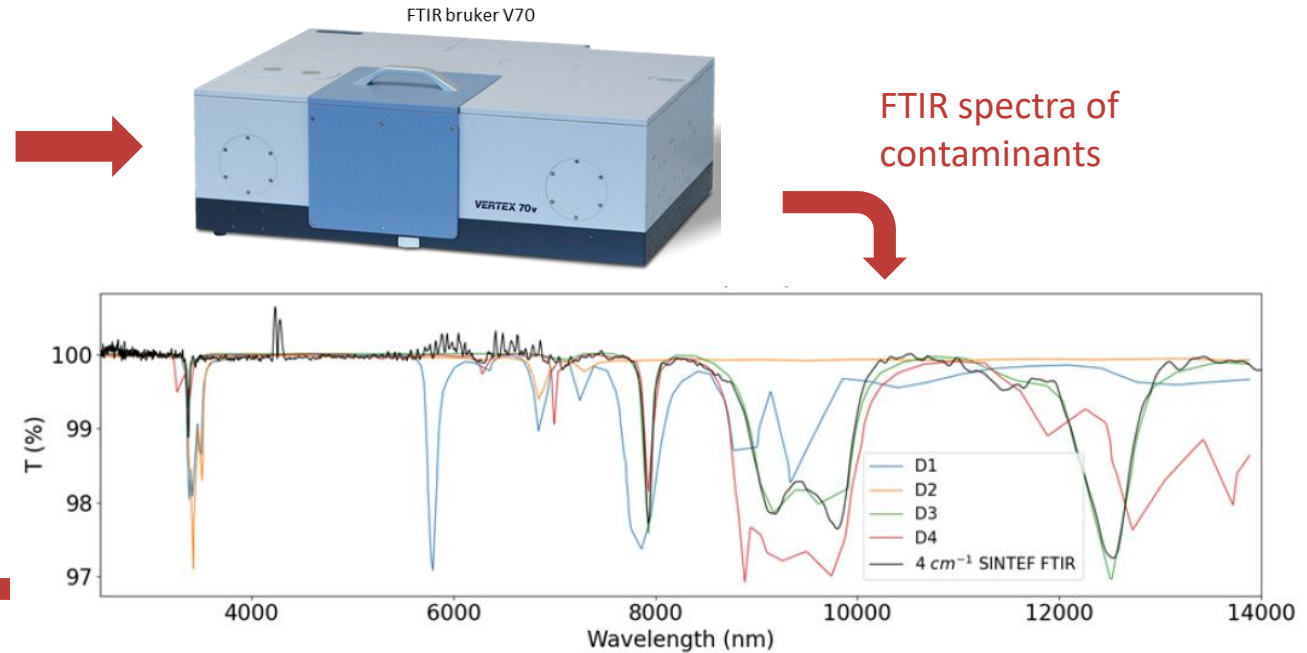 FTIR bruker V70
VERTEX 70v
FTIR spectra of
contaminants
T (%)
100
99
98
97
D1
D2
D3
D4
4 cm⁻¹ SINTEF FTIR
4000 6000 8000 10000 12000 14000
Wavelength (nm)